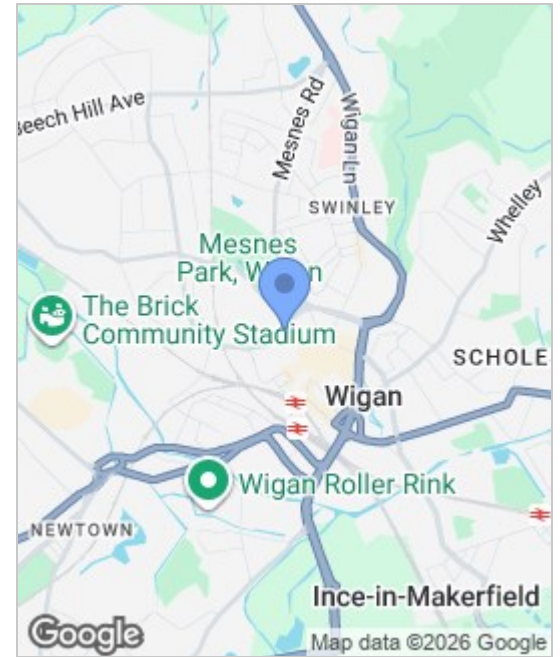 Beech Hill Ave
Mesnes Rd
Wigan Ln
SWINLEY
Whelley
Mesnes
Park, W
n
The Brick
Community Stadium
SCHOLE
Wigan
Wigan Roller Rink
NEWTOWN
Ince-in-Makerfield
Google
Map data ©2026 Google